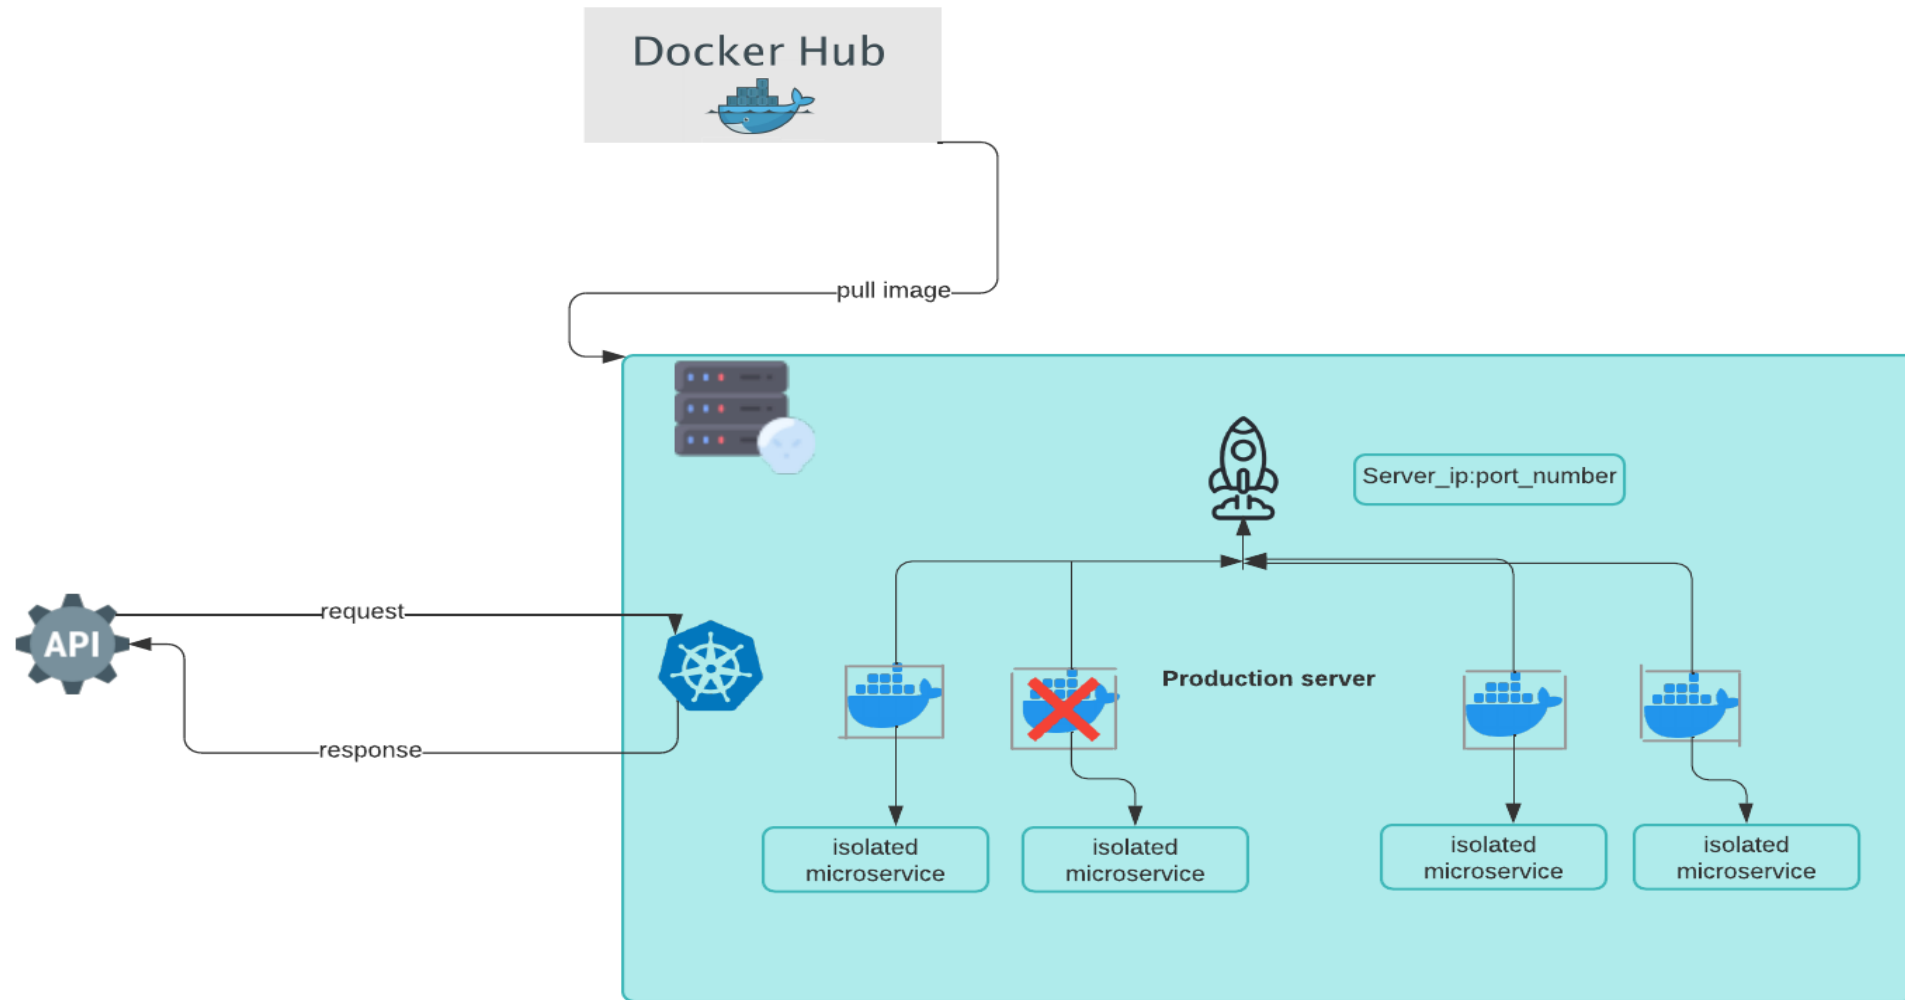 Docker Hub
pull image
Server_ip:port_number
request
API
Production server
response
isolated
microservice
isolated
microservice
isolated
microservice
isolated
microservice